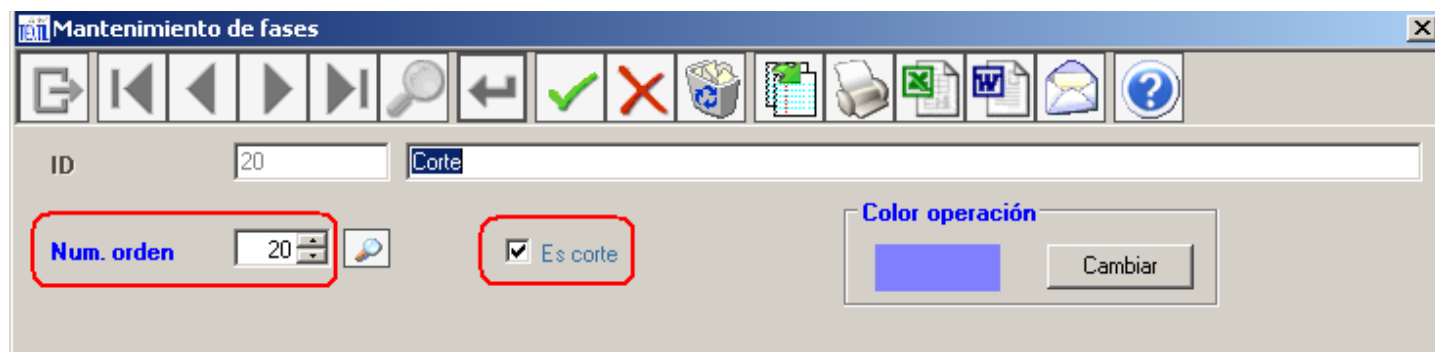 Mantenimiento de fases
ID 20 Corte
Color operación
Num. orden 20 Es corte Cambiar